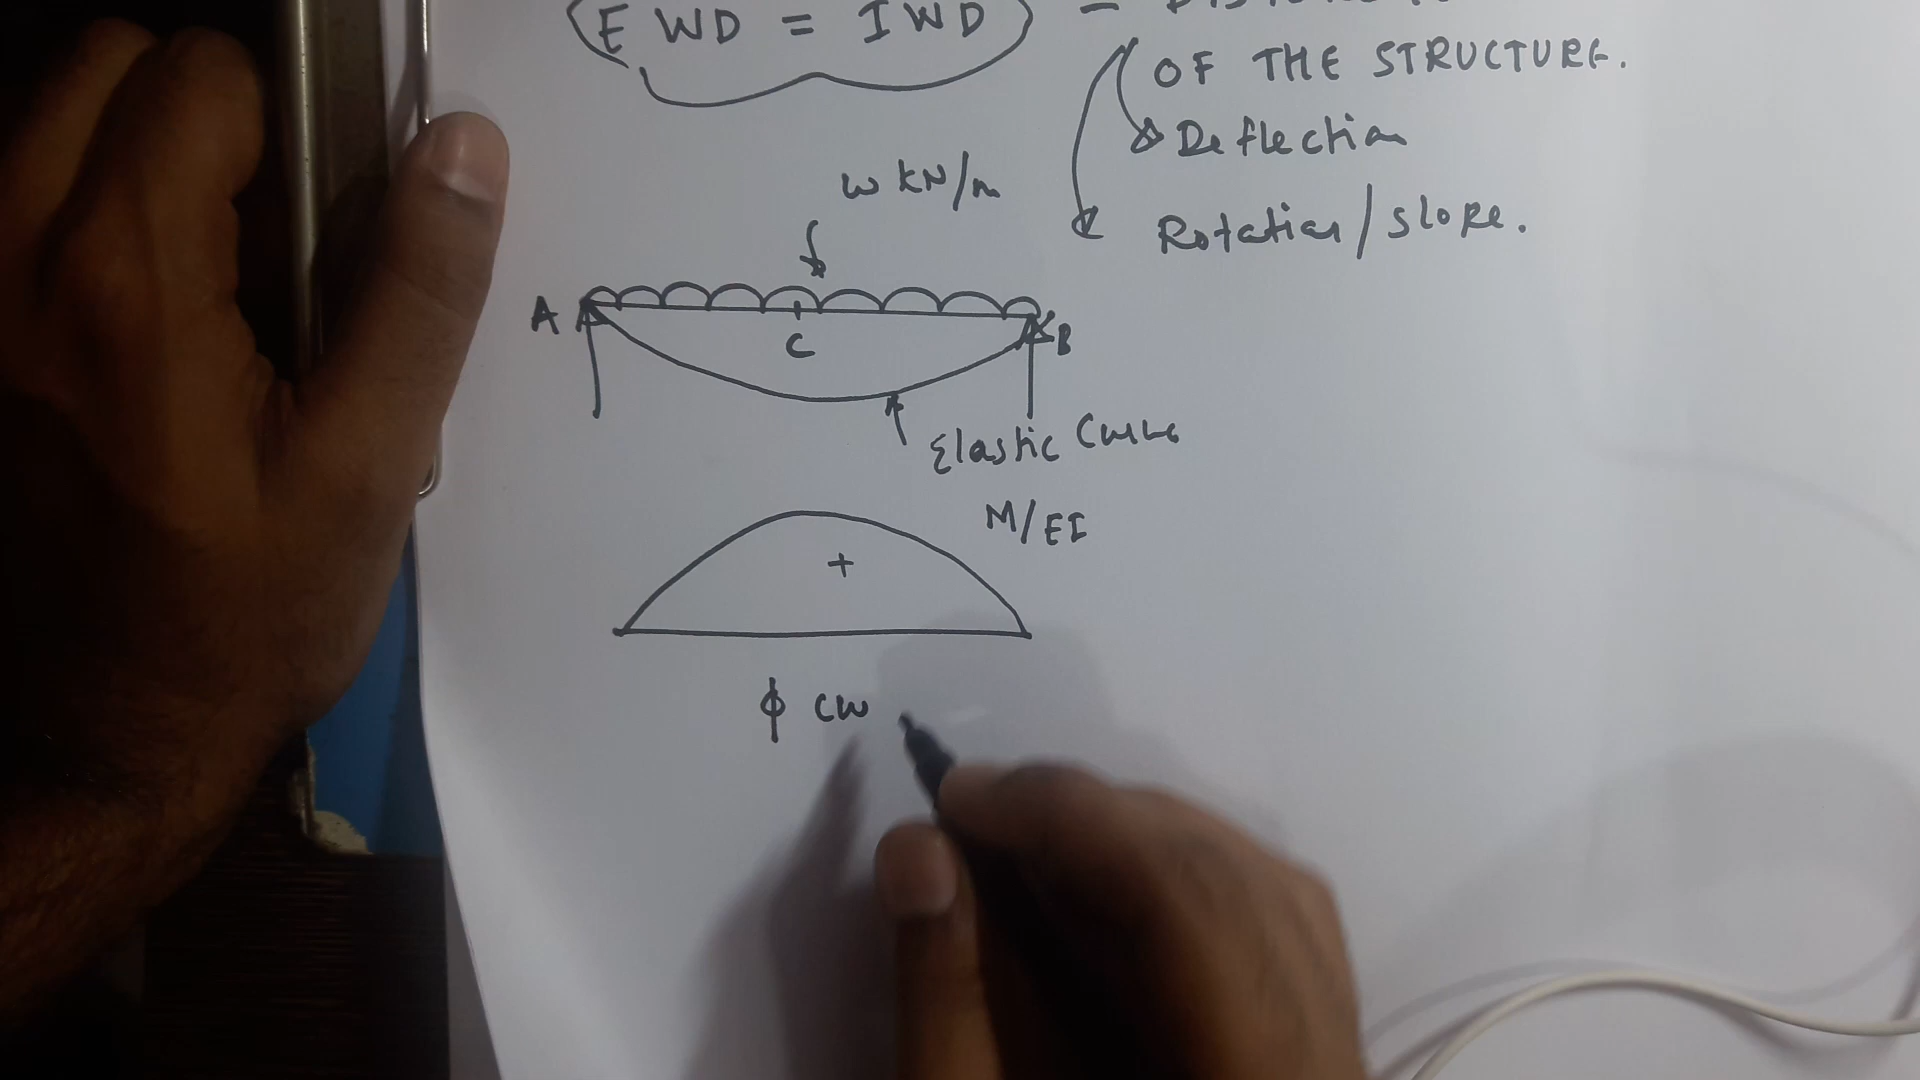 EWD = IWD =
OF THE STRUCTURE.
Deflection
Rotation/slope.
w kN/m
A
C
B
Elastic Curve
M/EI
+
ϕ cw